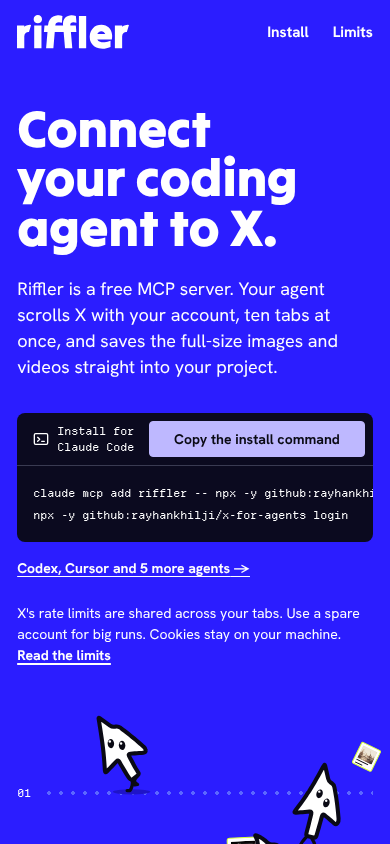 riffler
Install
Limits
Connect
your coding
agent to X.
Riffler is a free MCP server. Your agent
scrolls X with your account, ten tabs at
once, and saves the full-size images and
videos straight into your project.
Install for
Claude Code
Copy the install command
claude mcp add riffler -- npx -y github:rayhankhi
npx -y github:rayhankhilji/x-for-agents login
Codex, Cursor and 5 more agents →
X's rate limits are shared across your tabs. Use a spare
account for big runs. Cookies stay on your machine.
Read the limits
01